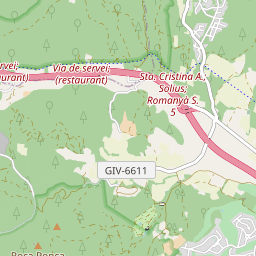 servei;
(restaurant)
Via de servei;
(restaurant)
Sta. Cristina A.;
Solius,
Romanyà S.
5
GIV-6611
Roca Ponça